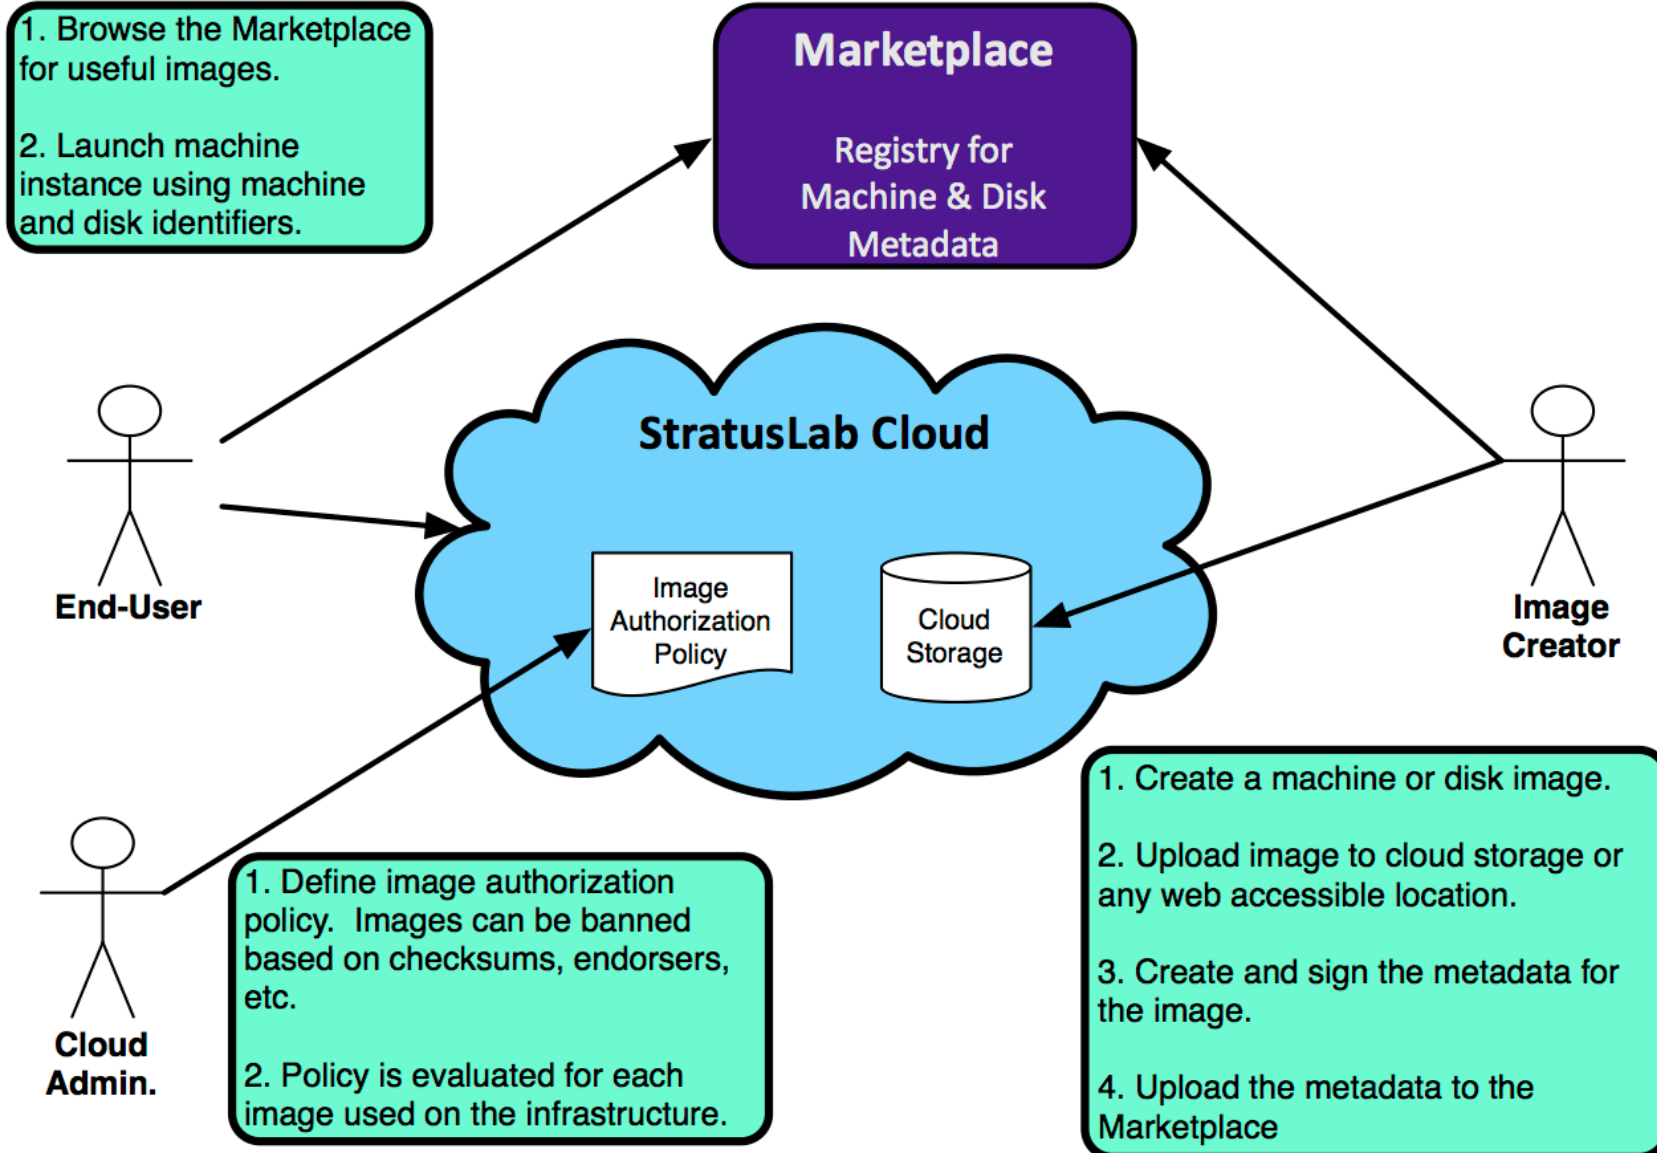 1. Browse the Marketplace
for useful images.
2. Launch machine
instance using machine
and disk identifiers.
Marketplace
Registry for
Machine & Disk
Metadata
StratusLab Cloud
Image
Authorization
Policy
Cloud
Storage
End-User
Image
Creator
Cloud
Admin.
1. Define image authorization
policy.  Images can be banned
based on checksums, endorsers,
etc.
2. Policy is evaluated for each
image used on the infrastructure.
1. Create a machine or disk image.
2. Upload image to cloud storage or
any web accessible location.
3. Create and sign the metadata for
the image.
4. Upload the metadata to the
Marketplace